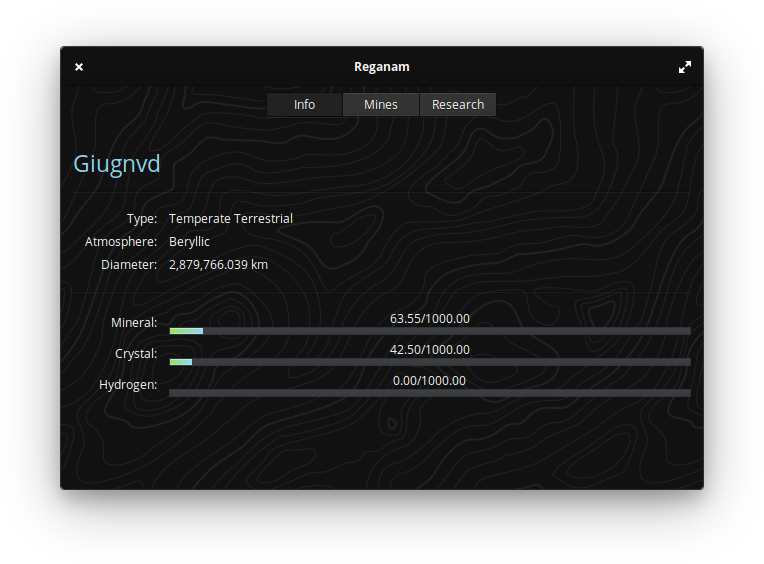 Reganam
Info Mines Research
Giugnvd
Type: Temperate Terrestrial
Atmosphere: Beryllic
Diameter: 2,879,766.039 km
Mineral: 63.55/1000.00
Crystal: 42.50/1000.00
Hydrogen: 0.00/1000.00